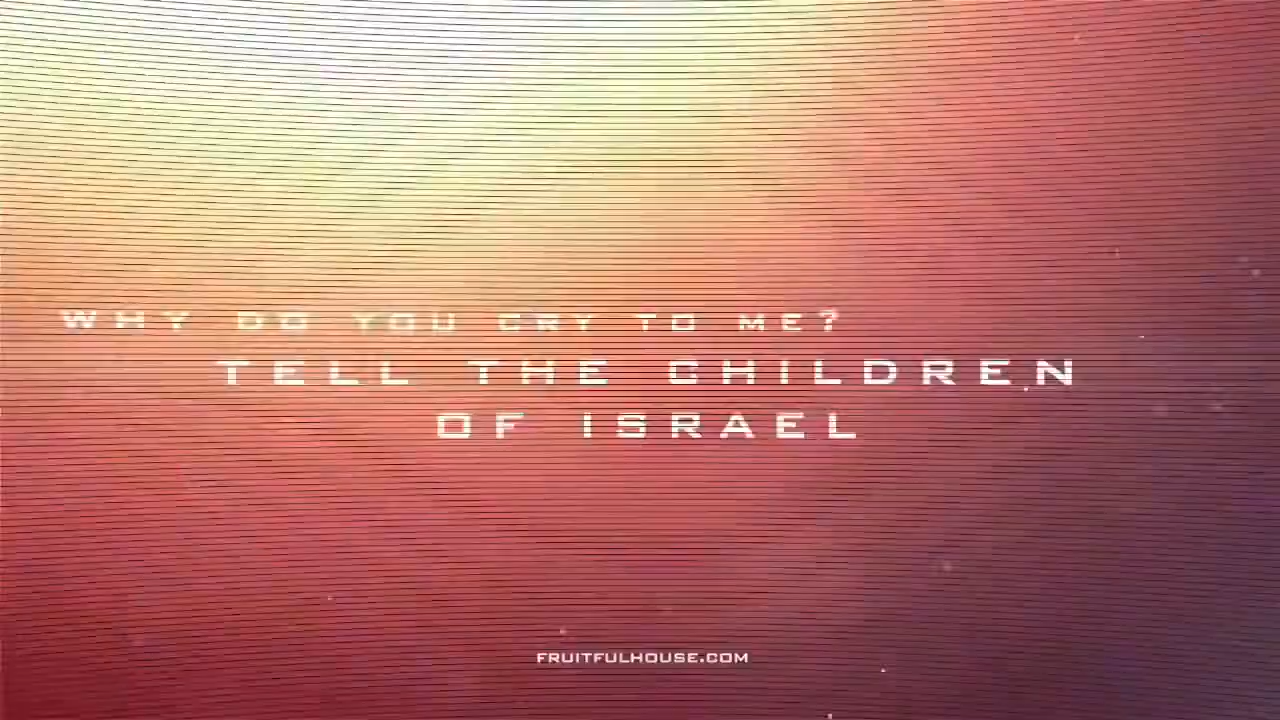 WHY DO YOU CRY TO ME?
TELL THE CHILDREN
OF ISRAEL
FRUITFULHOUSE.COM